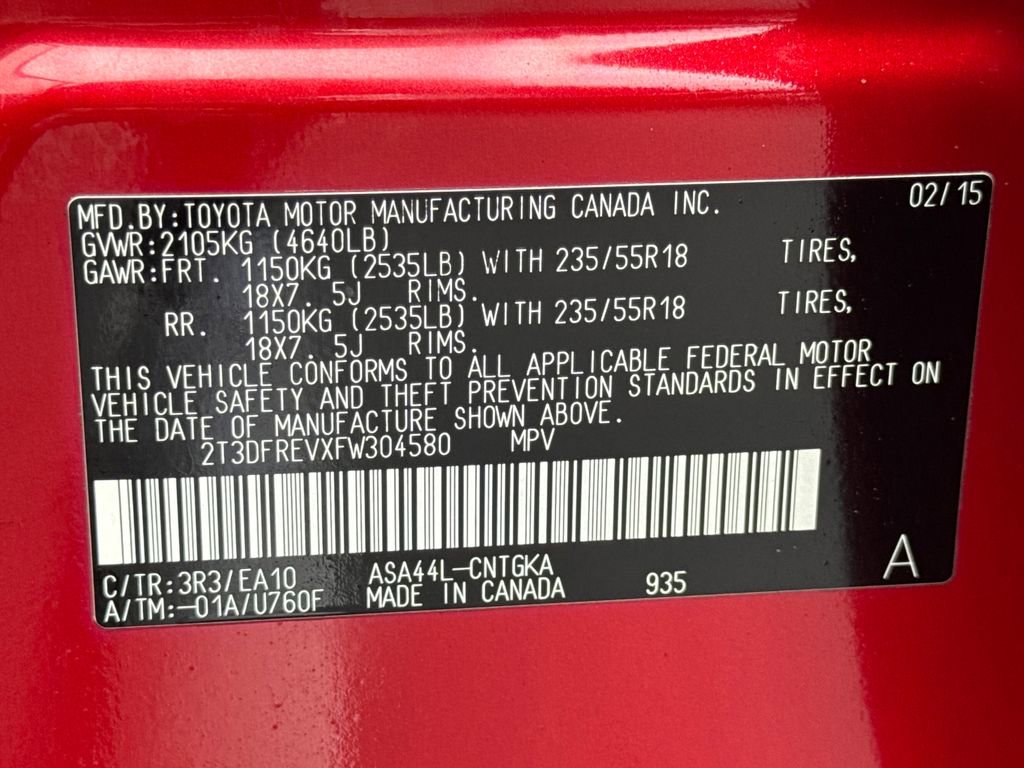 MFD.BY:TOYOTA MOTOR MANUFACTURING CANADA INC. 02/15
GVWR:2105KG (4640LB)
GAWR:FRT. 1150KG (2535LB) WITH 235/55R18 TIRES,
18X7. 5J RIMS.
RR. 1150KG (2535LB) WITH 235/55R18 TIRES,
18X7. 5J RIMS.
THIS VEHICLE CONFORMS TO ALL APPLICABLE FEDERAL MOTOR
VEHICLE SAFETY AND THEFT PREVENTION STANDARDS IN EFFECT ON
THE DATE OF MANUFACTURE SHOWN ABOVE.
2T3DFREVXFW304580 MPV
C/TR:3R3/EA10 ASA44L-CNTGKA A
A/TM:-01A/U760F MADE IN CANADA 935